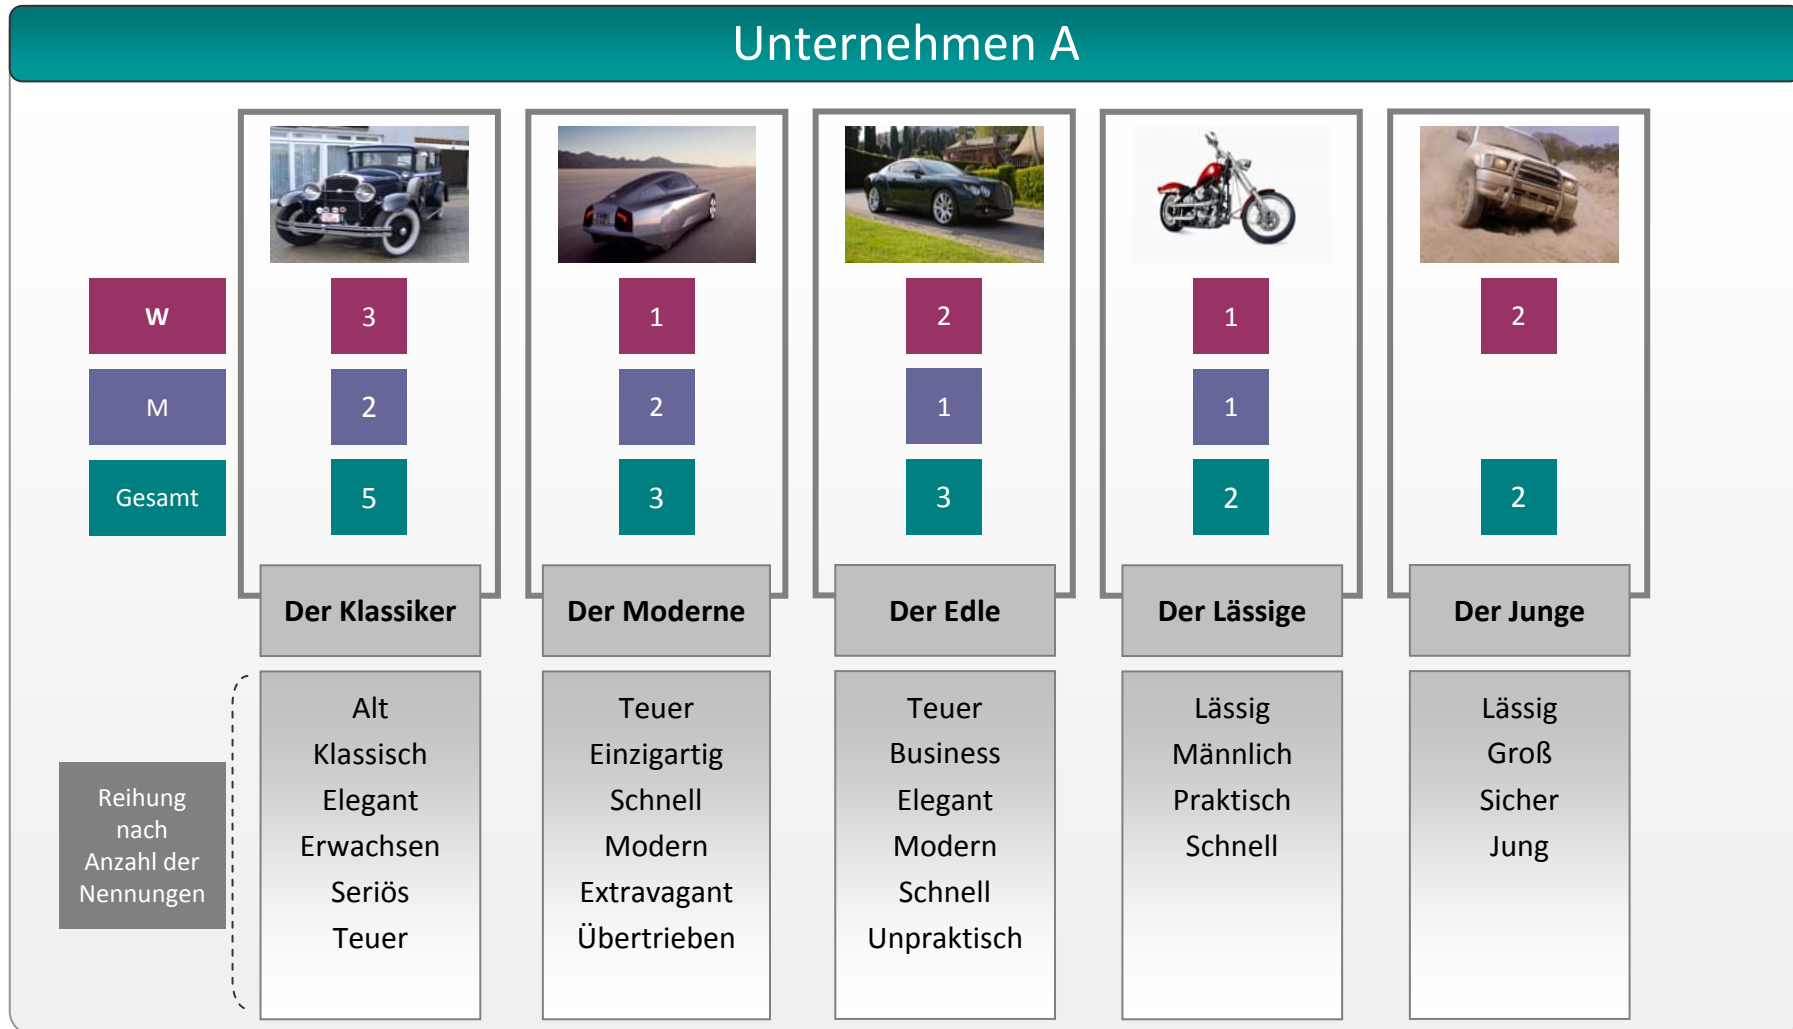 Unternehmen A
W
3
1
2
1
2
M
2
2
1
1
Gesamt
5
3
3
2
2
Der Klassiker
Der Moderne
Der Edle
Der Lässige
Der Junge
Reihung
nach
Anzahl der
Nennungen
Alt
Klassisch
Elegant
Erwachsen
Seriös
Teuer
Teuer
Einzigartig
Schnell
Modern
Extravagant
Übertrieben
Teuer
Business
Elegant
Modern
Schnell
Unpraktisch
Lässig
Männlich
Praktisch
Schnell
Lässig
Groß
Sicher
Jung